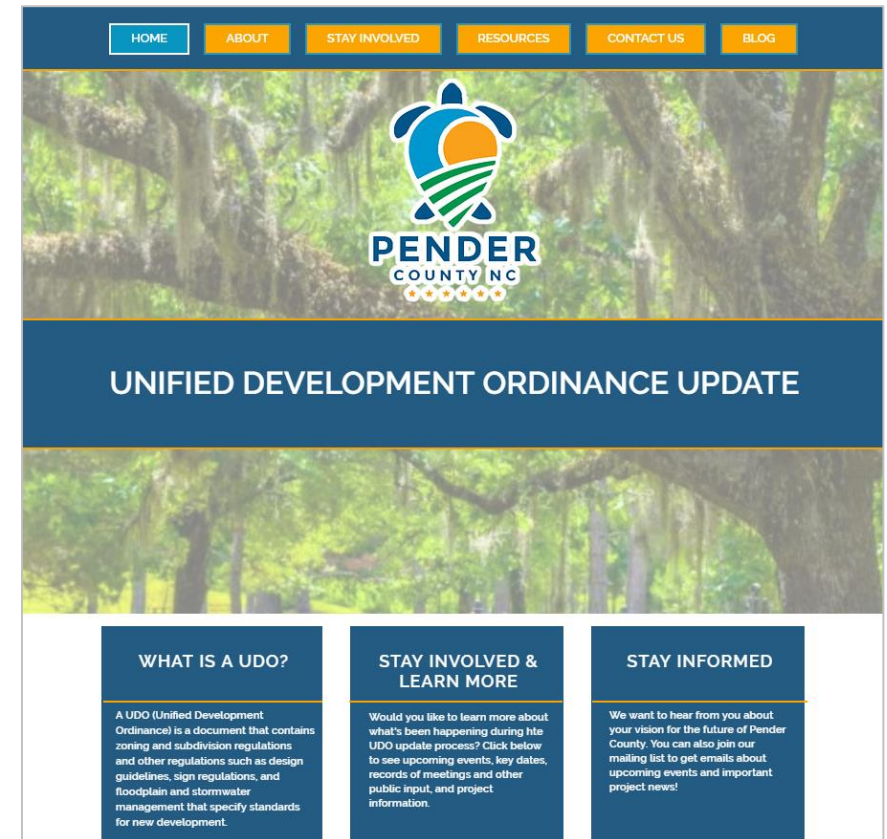 HOME ABOUT STAY INVOLVED RESOURCES CONTACT US BLOG
PENDER
COUNTY NC
UNIFIED DEVELOPMENT ORDINANCE UPDATE
WHAT IS A UDO?
A UDO (Unified Development
Ordinance) is a document that contains
zoning and subdivision regulations
and other regulations such as design
guidelines, sign regulations, and
floodplain and stormwater
management that specify standards
for new development.
STAY INVOLVED &
LEARN MORE
Would you like to learn more about
what's been happening during hte
UDO update process? Click below
to see upcoming events, key dates,
records of meetings and other
public input, and project
information.
STAY INFORMED
We want to hear from you about
your vision for the future of Pender
County. You can also join our
mailing list to get emails about
upcoming events and important
project news!